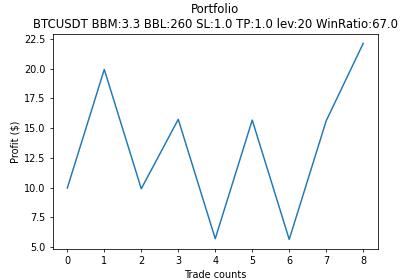 Portfolio
BTCUSDT BBM:3.3 BBL:260 SL:1.0 TP:1.0 lev:20 WinRatio:67.0
22.5
20.0
17.5
15.0
12.5
10.0
7.5
5.0
Profit ($)
0 1 2 3 4 5 6 7 8
Trade counts